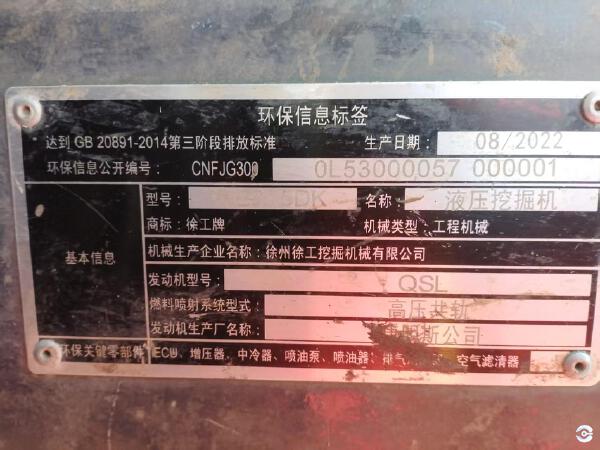 环保信息标签
达到 GB 20891-2014第三阶段排放标准 生产日期: 08/2022
环保信息公开编号: CNFJG300 0L53000057 000001
型号: 5DK 名称: 液压挖掘机
商标: 徐工牌 机械类型: 工程机械
基本信息 机械生产企业名称: 徐州徐工挖掘机械有限公司
发动机型号: QSL
燃料喷射系统型式: 高压共轨
发动机生产厂名称: 斯公司
环保关键零部件 ECU、增压器、中冷器、喷油泵、喷油器、排气 空气滤清器